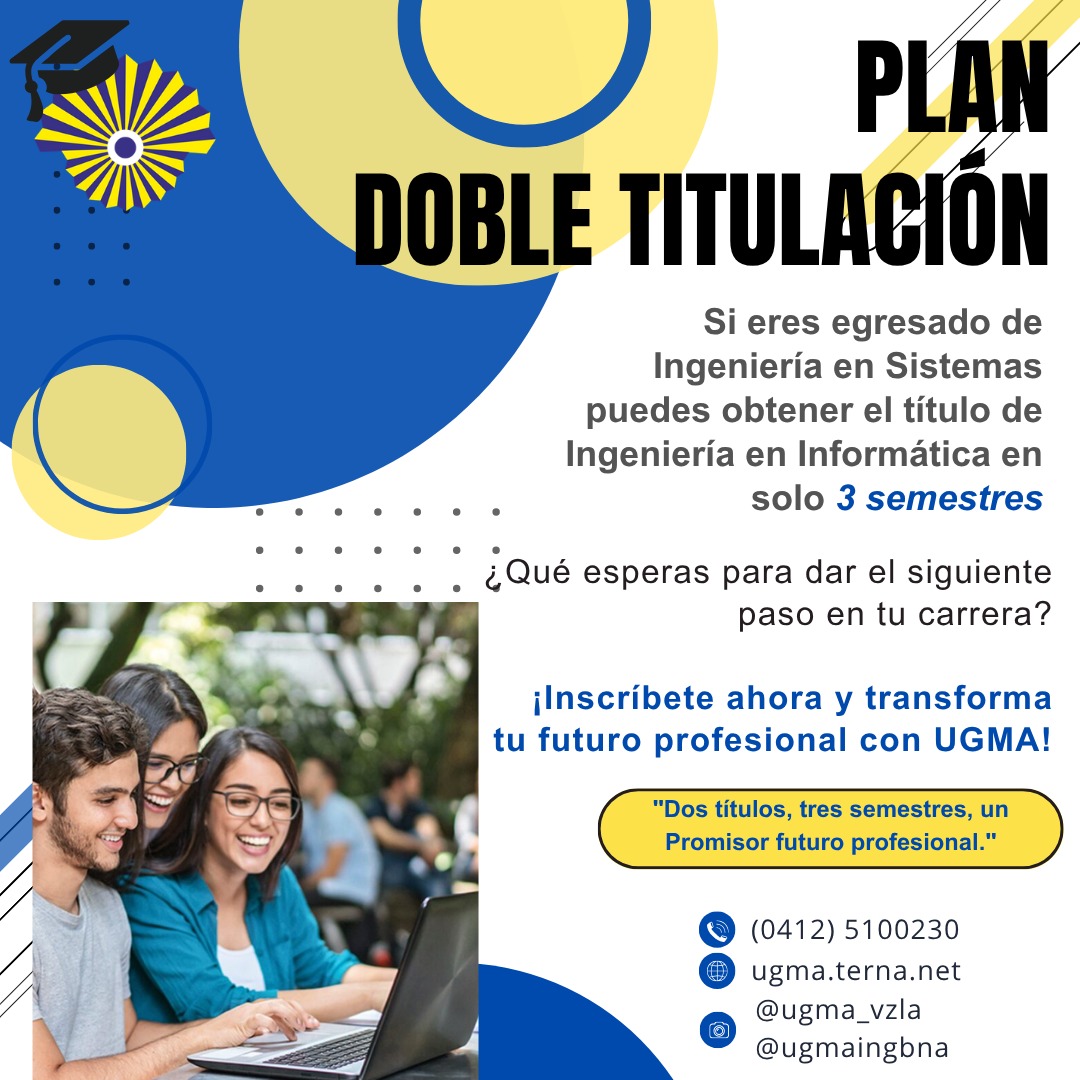 PLAN
DOBLE TITULACIÓN
Si eres egresado de
Ingeniería en Sistemas
puedes obtener el título de
Ingeniería en Informática en
solo 3 semestres
¿Qué esperas para dar el siguiente
paso en tu carrera?
¡Inscríbete ahora y transforma
tu futuro profesional con UGMA!
"Dos títulos, tres semestres, un
Promisor futuro profesional."
(0412) 5100230
ugma.terna.net
@ugma_vzla
@ugmaingbna